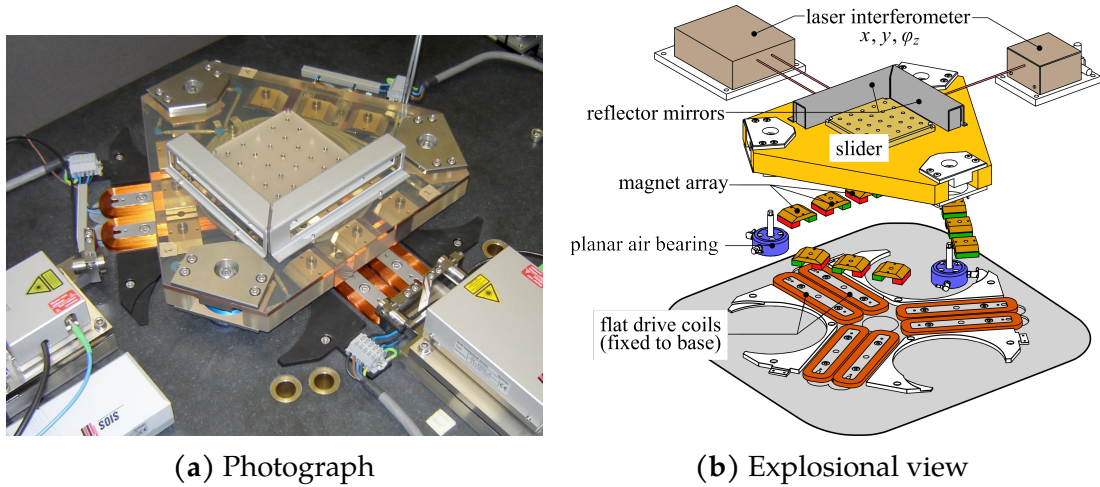 SIOS
laser interferometer
x, y, φz
reflector mirrors
slider
magnet array
planar air bearing
flat drive coils
(fixed to base)
(a) Photograph
(b) Explosional view